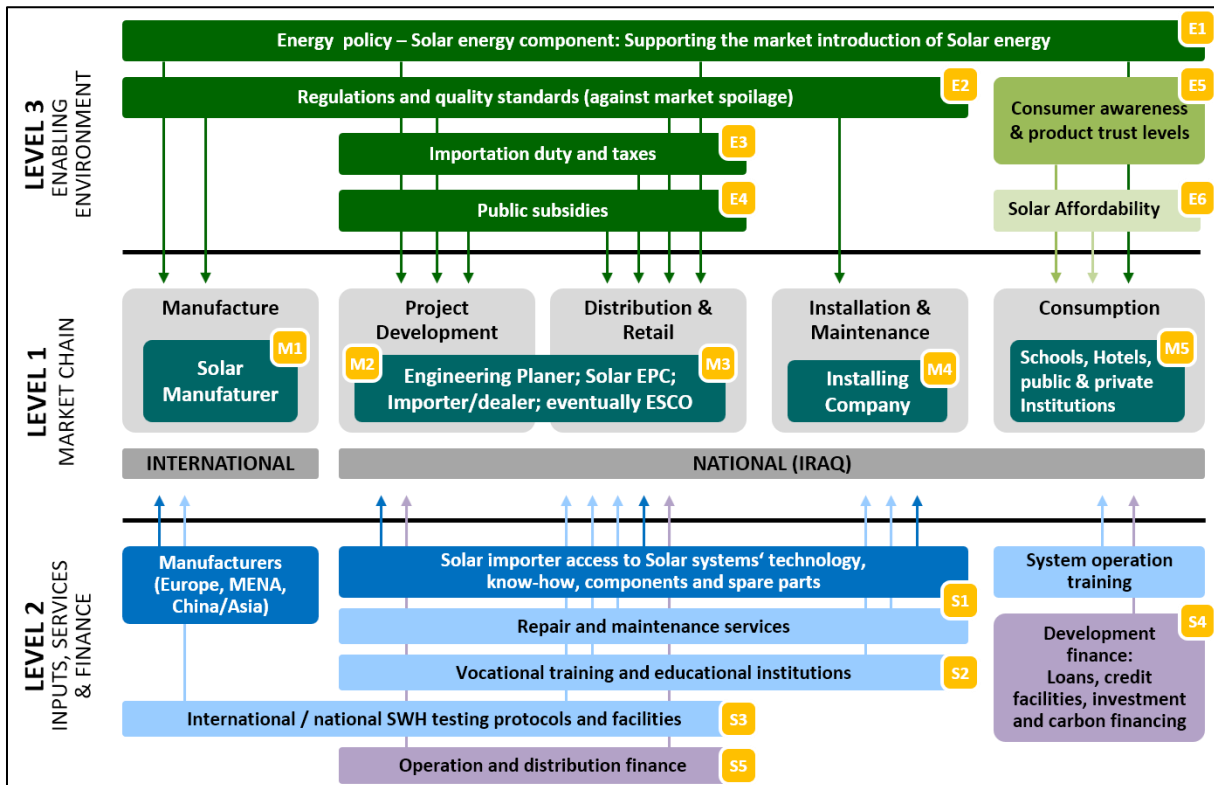 Energy policy – Solar energy component: Supporting the market introduction of Solar energy
E1
Regulations and quality standards (against market spoilage)
E2
Consumer awareness
& product trust levels
E5
Importation duty and taxes
E3
Public subsidies
E4
Solar Affordability
E6
LEVEL 3
ENABLING
ENVIRONMENT
Manufacture
M1
Solar
Manufaturer
Project
Development
Distribution &
Retail
M2
M3
Engineering Planer; Solar EPC;
Importer/dealer; eventually ESCO
Installation &
Maintenance
M4
Installing
Company
Consumption
M5
Schools, Hotels,
public & private
Institutions
LEVEL 1
MARKET CHAIN
INTERNATIONAL
NATIONAL (IRAQ)
LEVEL 2
INPUTS, SERVICES
& FINANCE
Manufacturers
(Europe, MENA,
China/Asia)
Solar importer access to Solar systems‘ technology,
know-how, components and spare parts
S1
Repair and maintenance services
Vocational training and educational institutions
S2
International / national SWH testing protocols and facilities
S3
Operation and distribution finance
S5
System operation
training
S4
Development
finance:
Loans, credit
facilities, investment
and carbon financing